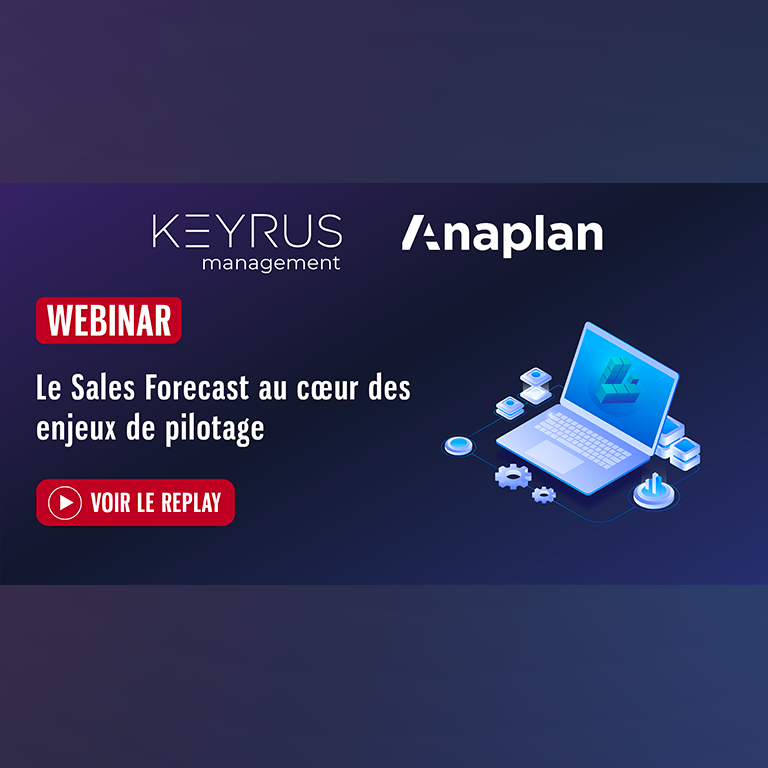 KEYRUS
management
Anaplan
WEBINAR
Le Sales Forecast au cœur des
enjeux de pilotage
VOIR LE REPLAY